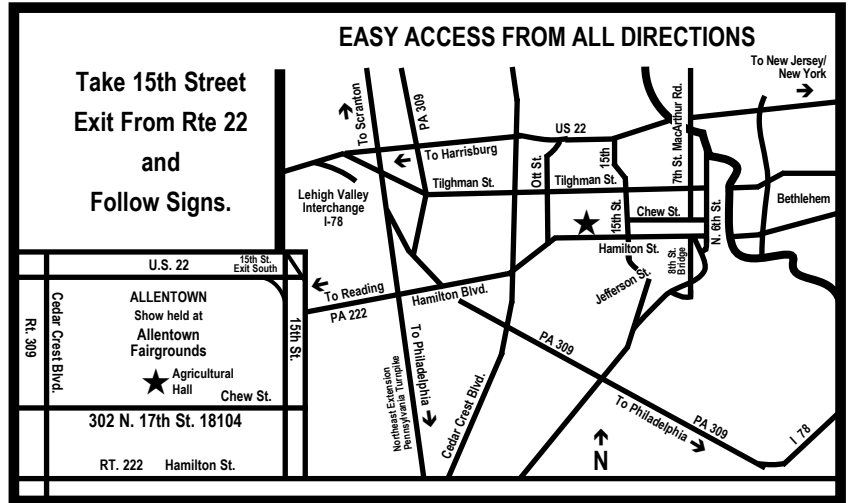 EASY ACCESS FROM ALL DIRECTIONS
Take 15th Street
Exit From Rte 22
and
Follow Signs.
To New Jersey/
New York
To Scranton
PA 309
US 22
7th St. MacArthur Rd.
To Harrisburg
15th
Ott St.
Tilghman St.
Tilghman St.
Lehigh Valley
Interchange
I-78
Bethlehem
15th St.
Chew St.
N. 6th St.
Hamilton St.
8th St.
Bridge
Jefferson St.
To Reading
PA 222
Hamilton Blvd.
To Philadelphia
Northeast Extension
Pennsylvania Turnpike
Cedar Crest Blvd.
PA 309
To Philadelphia
PA 309
I 78
N
U.S. 22
15th St.
Exit South
Rt. 309
Cedar Crest Blvd.
ALLENTOWN
Show held at
Allentown
Fairgrounds
Agricultural
Hall
15th St.
Chew St.
302 N. 17th St. 18104
RT. 222 Hamilton St.